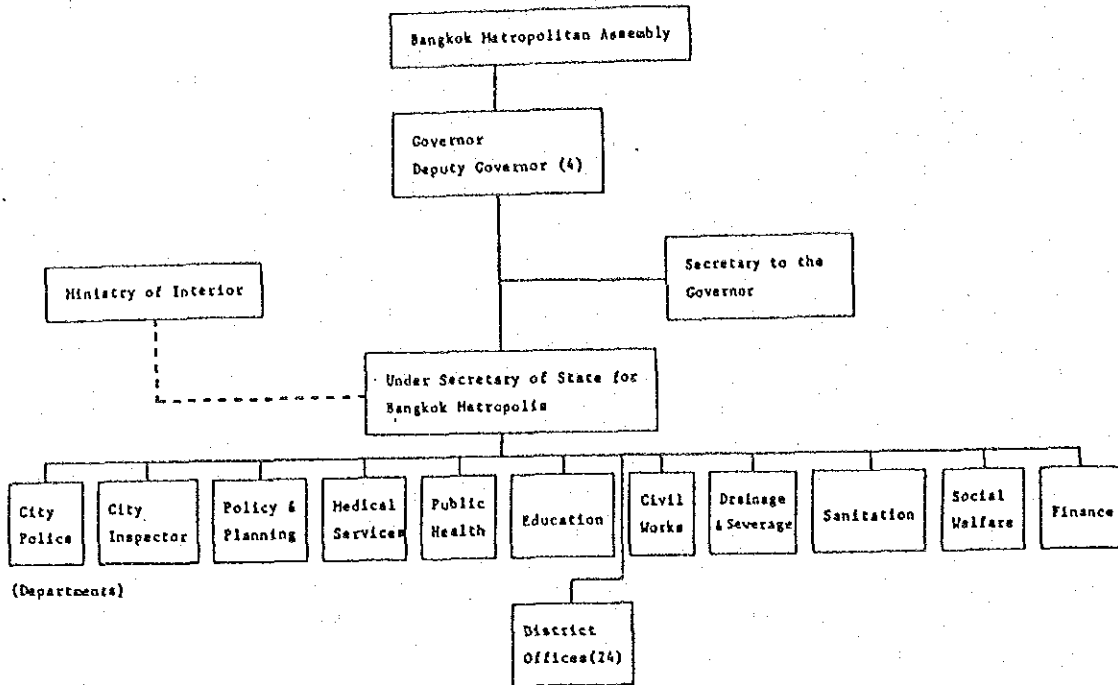 Bangkok Metropolitan Assembly
Governor
Deputy Governor (4)
Secretary to the
Governor
Ministry of Interior
Under Secretary of State for
Bangkok Metropolis
City
Police
City
Inspector
Policy &
Planning
Medical
Services
Public
Health
Education
Civil
Works
Drainage
& Sewerage
Sanitation
Social
Welfare
Finance
(Departments)
District
Offices(24)